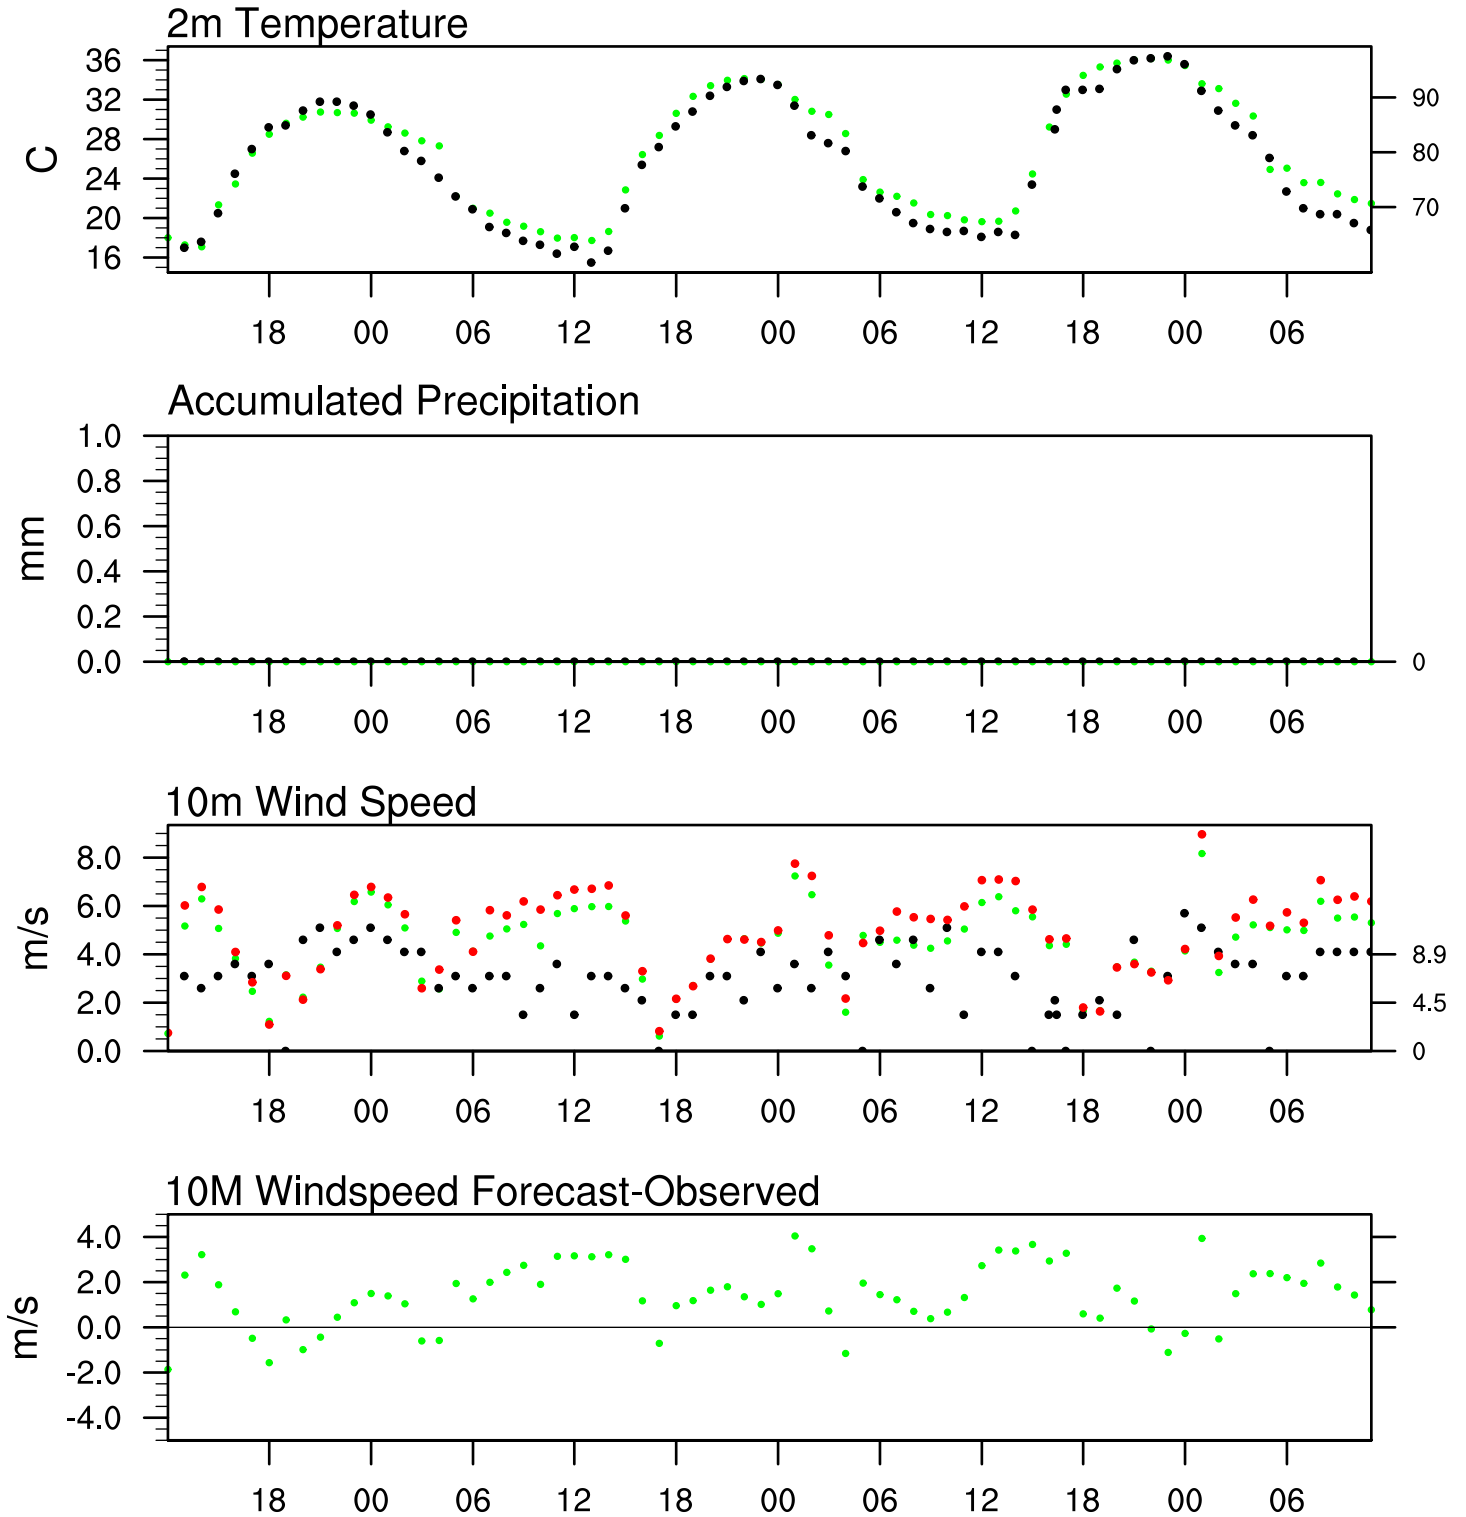 2m Temperature
36
32
28
24
20
16
C
90
80
70
18 00 06 12 18 00 06 12 18 00 06
Accumulated Precipitation
1.0
0.8
0.6
0.4
0.2
0.0
mm
0
18 00 06 12 18 00 06 12 18 00 06
10m Wind Speed
8.0
6.0
4.0
2.0
0.0
m/s
8.9
4.5
0
18 00 06 12 18 00 06 12 18 00 06
10M Windspeed Forecast-Observed
4.0
2.0
0.0
-2.0
-4.0
m/s
18 00 06 12 18 00 06 12 18 00 06